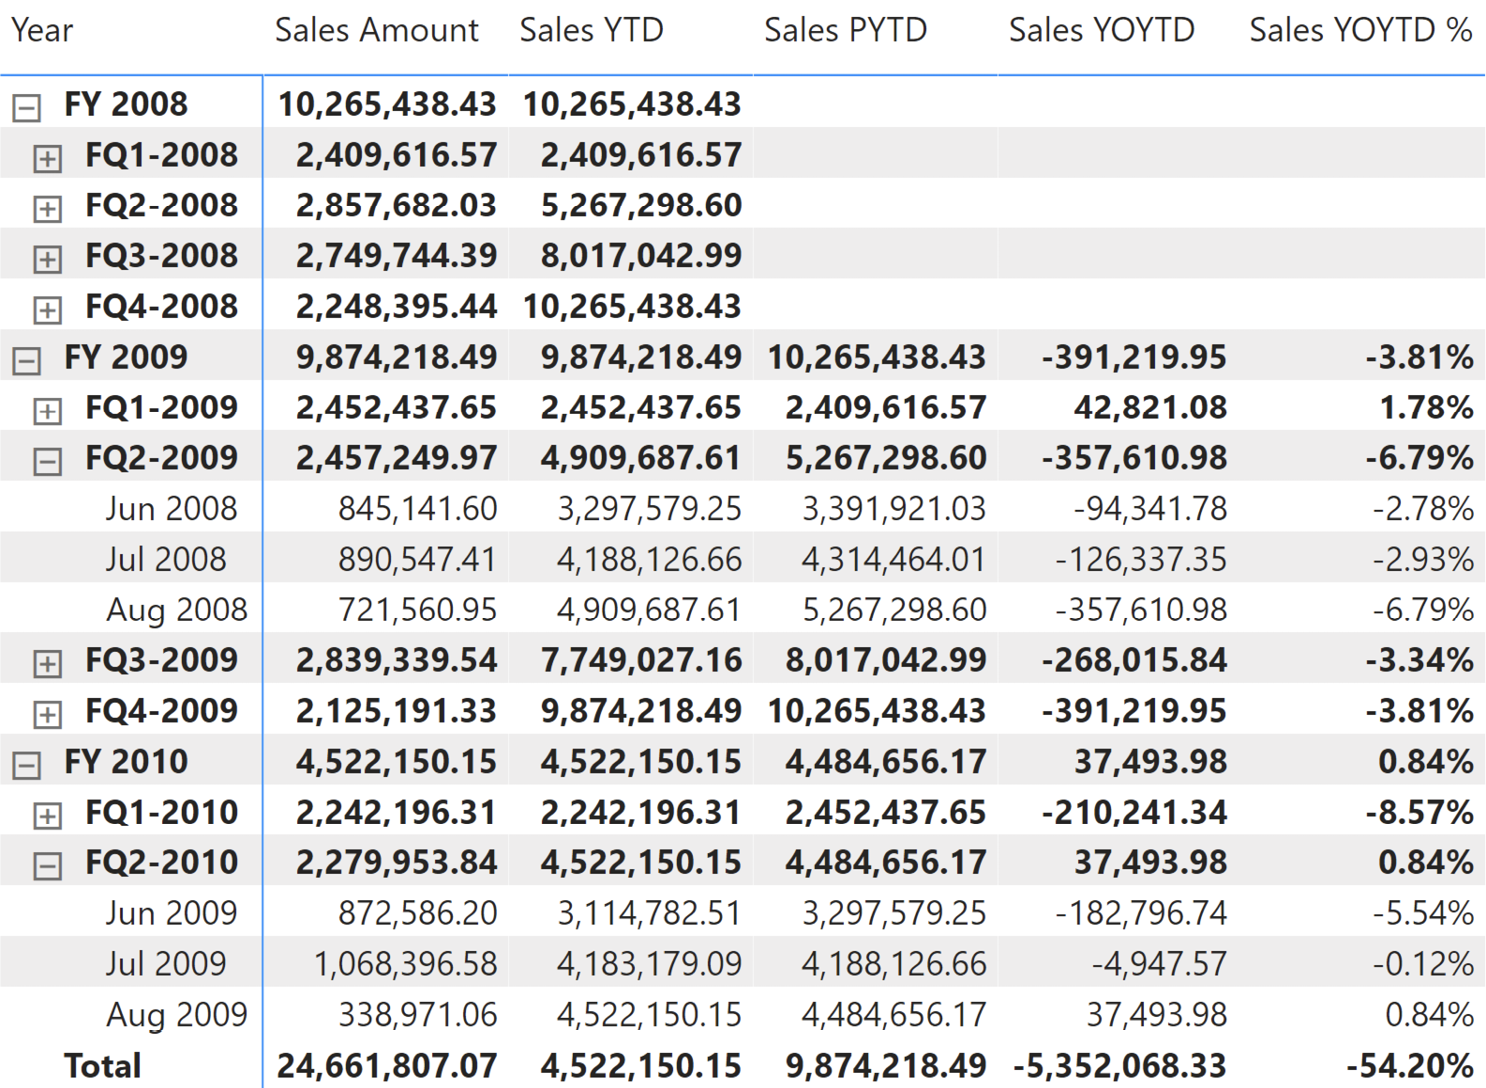 Year Sales Amount Sales YTD Sales PYTD Sales YOYTD Sales YOYTD %
FY 2008 10,265,438.43 10,265,438.43
FQ1-2008 2,409,616.57 2,409,616.57
FQ2-2008 2,857,682.03 5,267,298.60
FQ3-2008 2,749,744.39 8,017,042.99
FQ4-2008 2,248,395.44 10,265,438.43
FY 2009 9,874,218.49 9,874,218.49 10,265,438.43 -391,219.95 -3.81%
FQ1-2009 2,452,437.65 2,452,437.65 2,409,616.57 42,821.08 1.78%
FQ2-2009 2,457,249.97 4,909,687.61 5,267,298.60 -357,610.98 -6.79%
Jun 2008 845,141.60 3,297,579.25 3,391,921.03 -94,341.78 -2.78%
Jul 2008 890,547.41 4,188,126.66 4,314,464.01 -126,337.35 -2.93%
Aug 2008 721,560.95 4,909,687.61 5,267,298.60 -357,610.98 -6.79%
FQ3-2009 2,839,339.54 7,749,027.16 8,017,042.99 -268,015.84 -3.34%
FQ4-2009 2,125,191.33 9,874,218.49 10,265,438.43 -391,219.95 -3.81%
FY 2010 4,522,150.15 4,522,150.15 4,484,656.17 37,493.98 0.84%
FQ1-2010 2,242,196.31 2,242,196.31 2,452,437.65 -210,241.34 -8.57%
FQ2-2010 2,279,953.84 4,522,150.15 4,484,656.17 37,493.98 0.84%
Jun 2009 872,586.20 3,114,782.51 3,297,579.25 -182,796.74 -5.54%
Jul 2009 1,068,396.58 4,183,179.09 4,188,126.66 -4,947.57 -0.12%
Aug 2009 338,971.06 4,522,150.15 4,484,656.17 37,493.98 0.84%
Total 24,661,807.07 4,522,150.15 9,874,218.49 -5,352,068.33 -54.20%